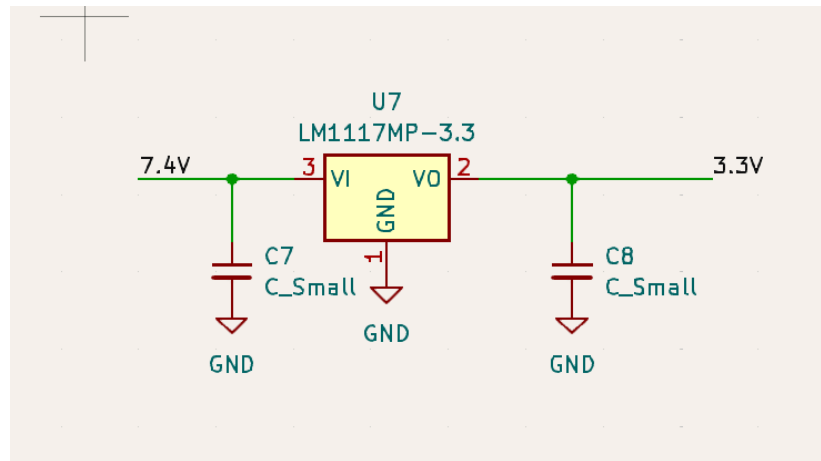 U7
LM1117MP-3.3
7.4V
3
VI
VO
2
3.3V
GND
1
C7
C_Small
C8
C_Small
GND
GND
GND